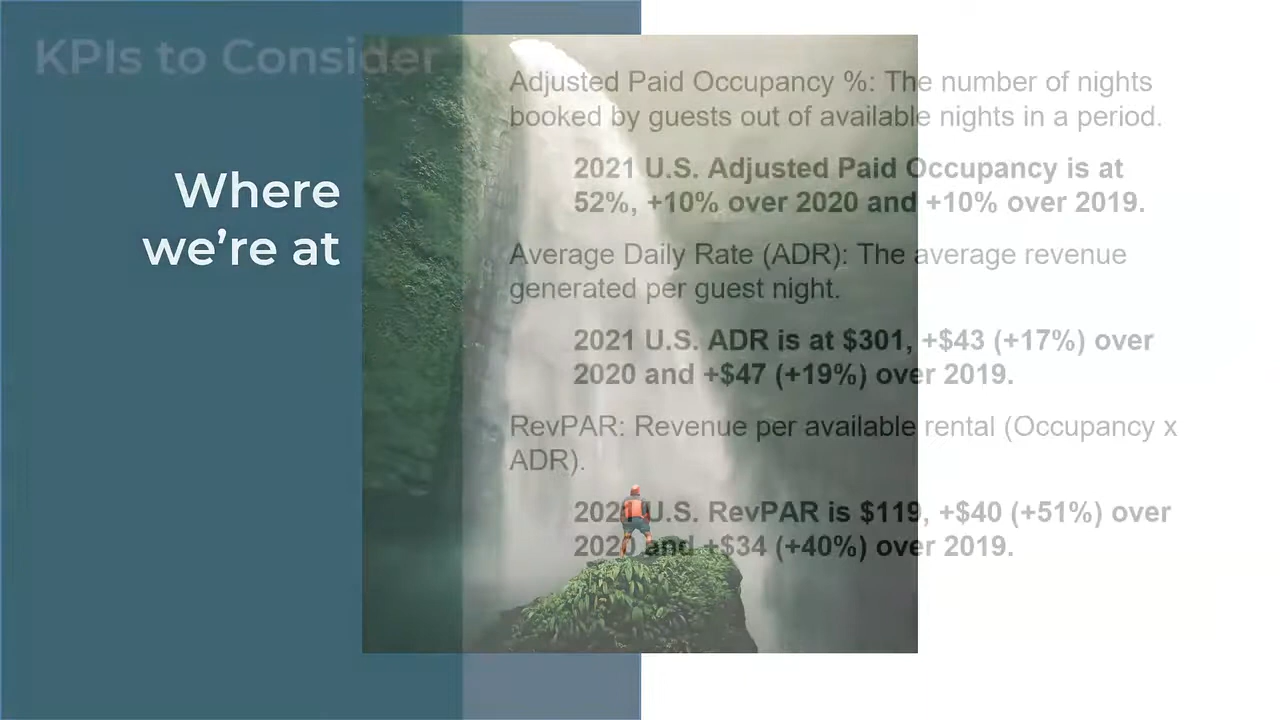 KPIs to Consider
Where
we're at
Adjusted Paid Occupancy %: The number of nights
booked by guests out of available nights in a period.
2021 U.S. Adjusted Paid Occupancy is at
52%, +10% over 2020 and +10% over 2019.
Average Daily Rate (ADR): The average revenue
generated per guest night.
2021 U.S. ADR is at $301, +$43 (+17%) over
2020 and +$47 (+19%) over 2019.
RevPAR: Revenue per available rental (Occupancy x
ADR).
2021 U.S. RevPAR is $119, +$40 (+51%) over
2020 and +$34 (+40%) over 2019.